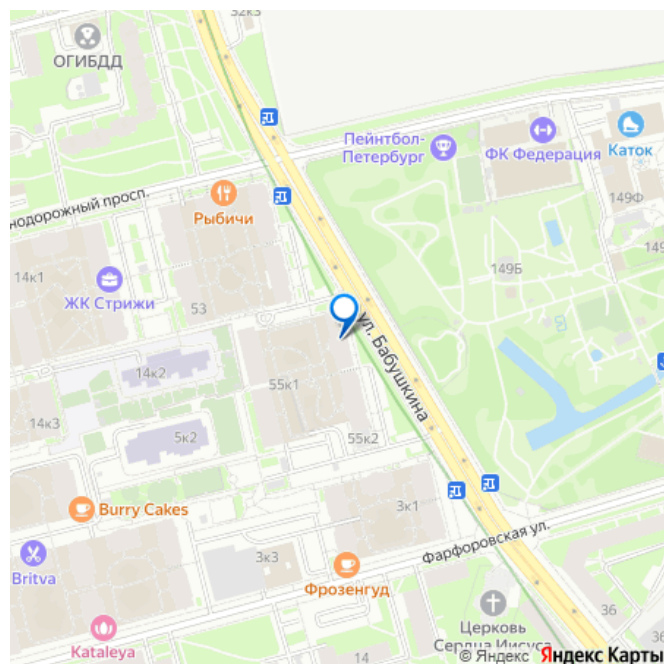 32к3
ОГИБДД
Пейнтбол-
Петербург
ФК Федерация
Каток
нодорожный просп.
Рыбичи
149Ф
149Б
149
14к1
ЖК Стрижи
53
ул. Бабушкина
14к2
55к1
14к3
5к2
55к2
Burry Cakes
3к1
Фарфоровская ул.
Britva
3к3
Фрозенгуд
36
Церковь
Сердца Иисуса
36
Kataleya
14
© Яндекс Яндекс Карты